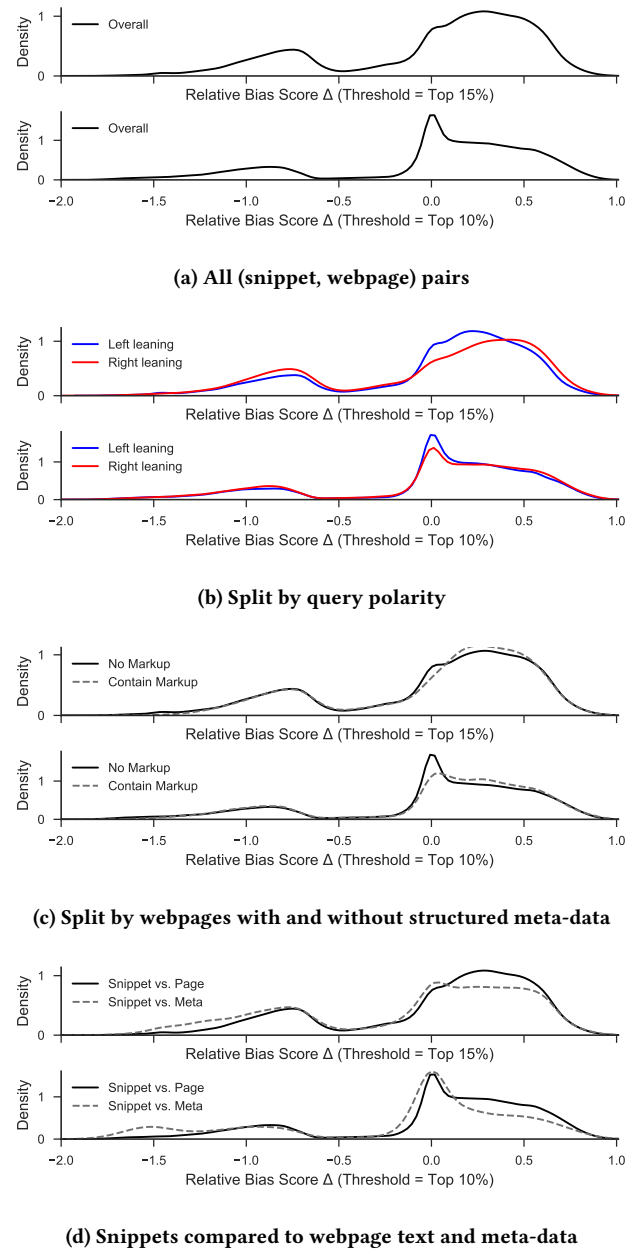 Density
1
0
Overall
Relative Bias Score Δ (Threshold = Top 15%)
Density
1
0
Overall
−2.0 −1.5 −1.0 −0.5 0.0 0.5 1.0
Relative Bias Score Δ (Threshold = Top 10%)
(a) All (snippet, webpage) pairs
Density
1
0
Left leaning
Right leaning
Relative Bias Score Δ (Threshold = Top 15%)
Density
1
0
Left leaning
Right leaning
−2.0 −1.5 −1.0 −0.5 0.0 0.5 1.0
Relative Bias Score Δ (Threshold = Top 10%)
(b) Split by query polarity
Density
1
0
No Markup
Contain Markup
Relative Bias Score Δ (Threshold = Top 15%)
Density
1
0
No Markup
Contain Markup
−2.0 −1.5 −1.0 −0.5 0.0 0.5 1.0
Relative Bias Score Δ (Threshold = Top 10%)
(c) Split by webpages with and without structured meta-data
Density
1
0
Snippet vs. Page
Snippet vs. Meta
Relative Bias Score Δ (Threshold = Top 15%)
Density
1
0
Snippet vs. Page
Snippet vs. Meta
−2.0 −1.5 −1.0 −0.5 0.0 0.5 1.0
Relative Bias Score Δ (Threshold = Top 10%)
(d) Snippets compared to webpage text and meta-data